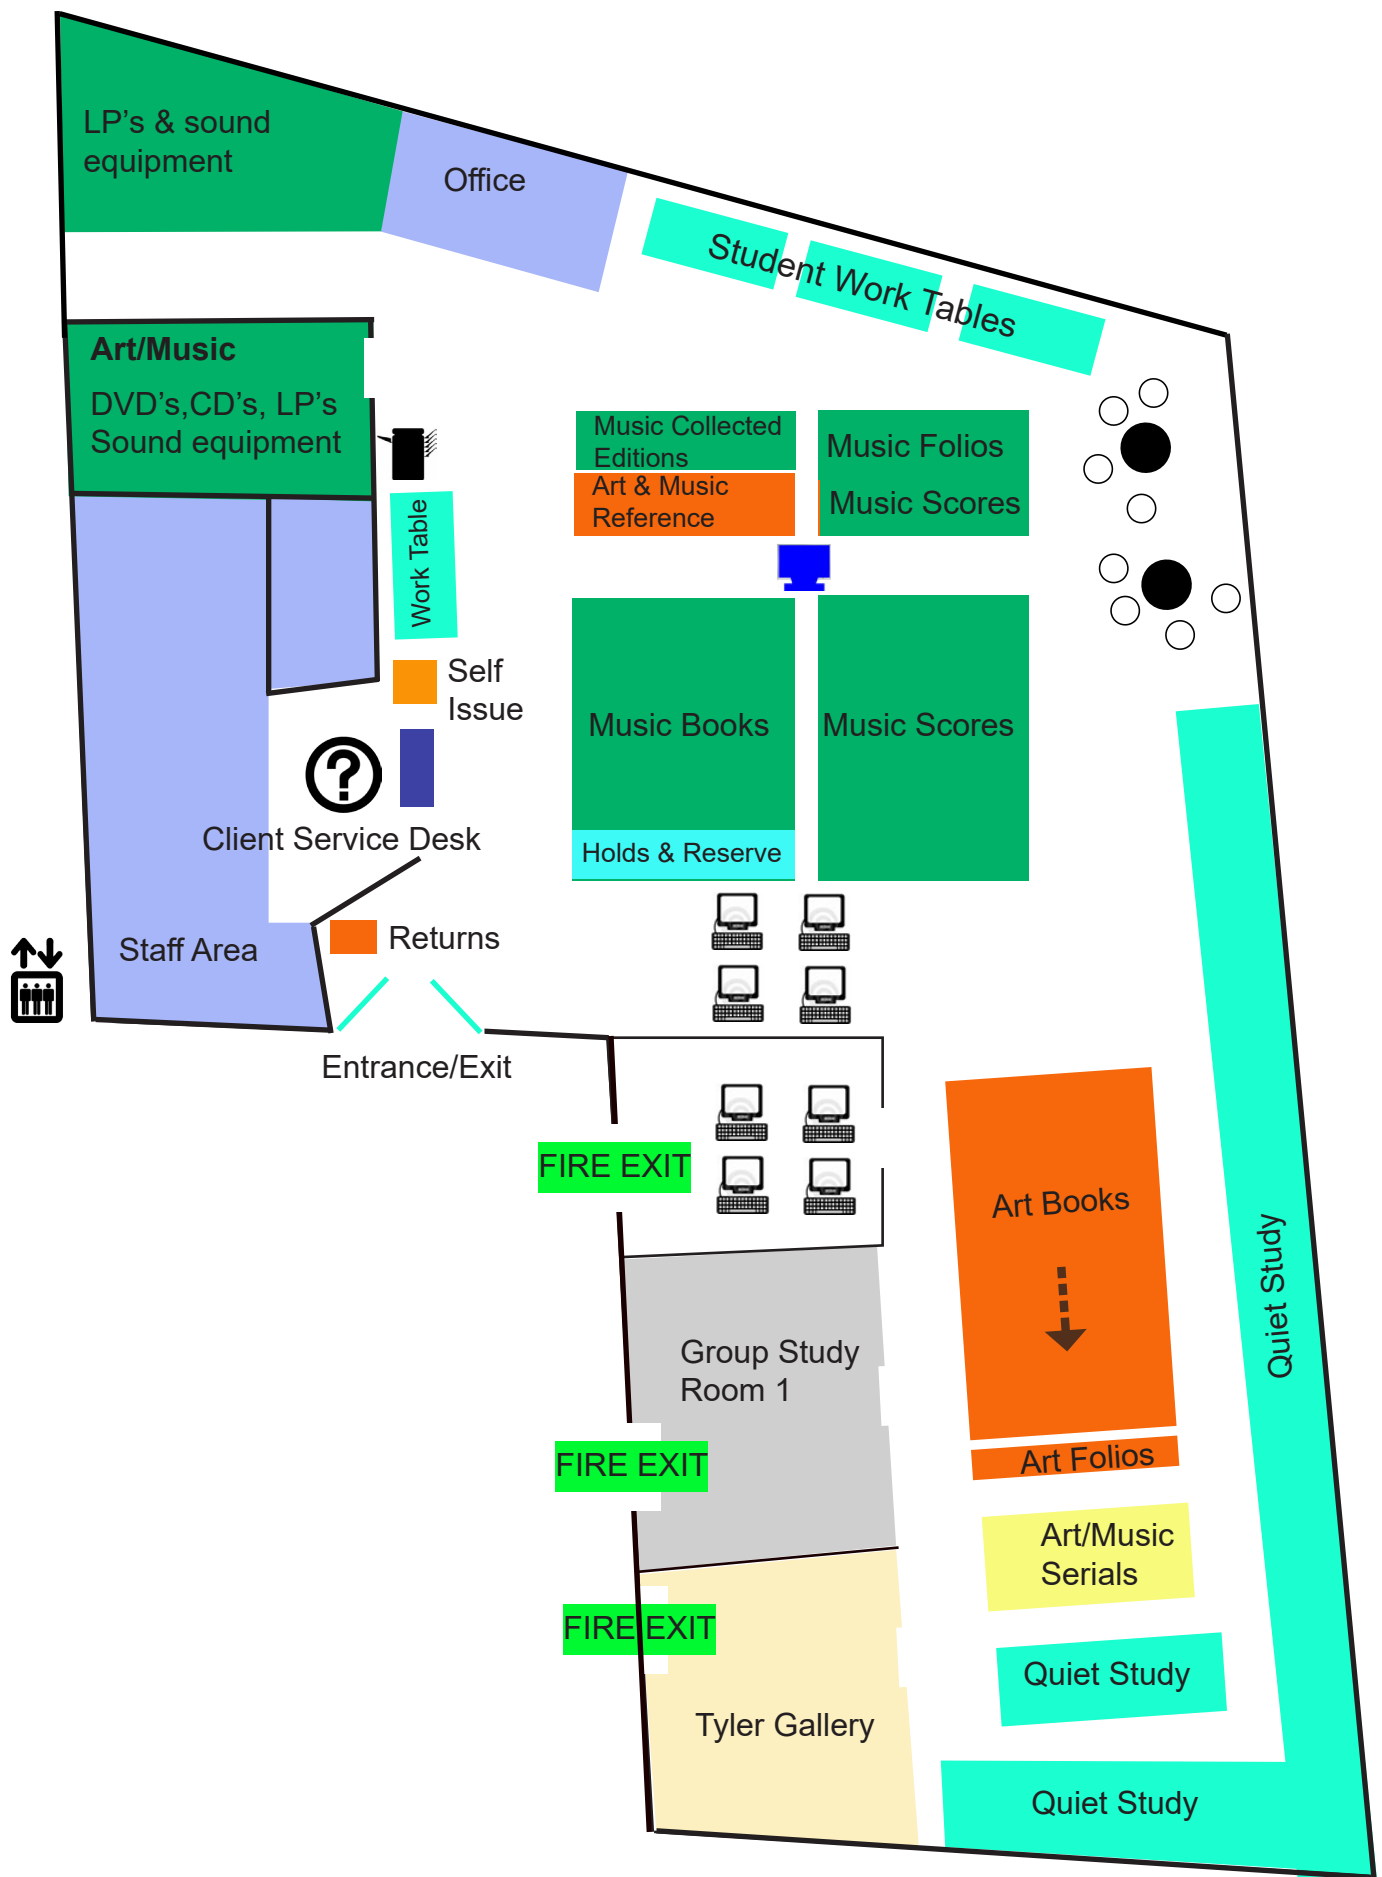 LP's & sound
equipment
Office
Student Work Tables
Art/Music
DVD's,CD's, LP's
Sound equipment
Music Collected
Editions
Art & Music
Reference
Music Folios
Music Scores
Work Table
Self
Issue
?
Client Service Desk
Music Books
Music Scores
Holds & Reserve
Staff Area
Returns
Entrance/Exit
FIRE EXIT
Art Books
Quiet Study
Group Study
Room 1
FIRE EXIT
Art Folios
Art/Music
Serials
FIRE EXIT
Quiet Study
Tyler Gallery
Quiet Study